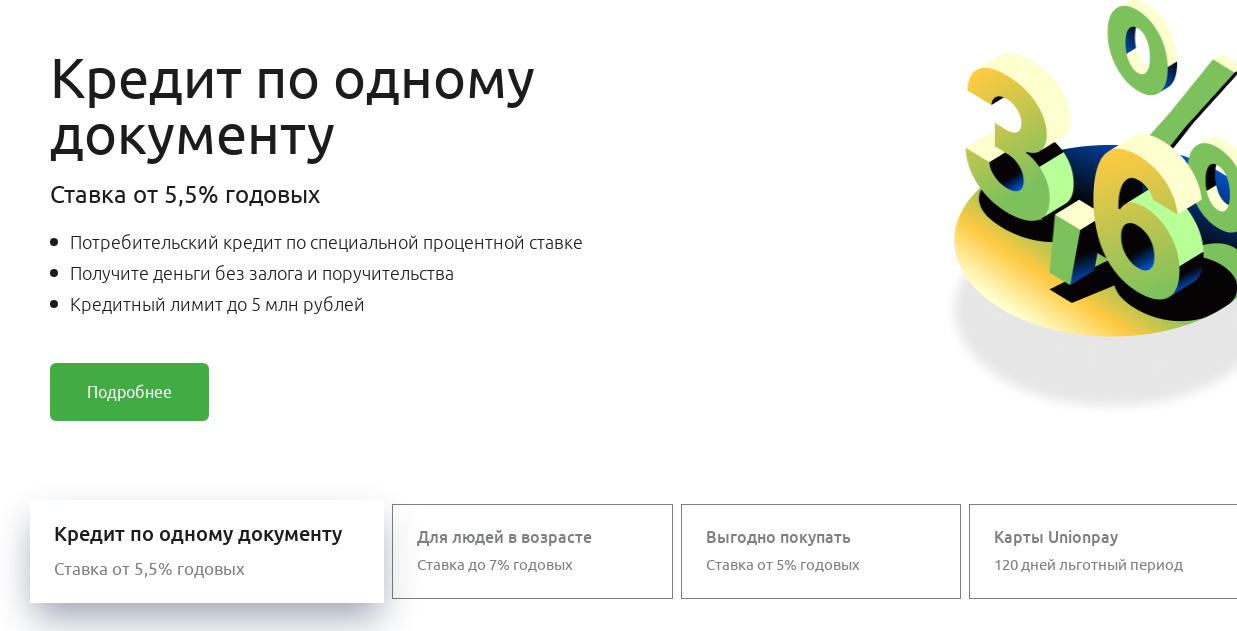 Кредит по одному
документу
Ставка от 5,5% годовых
Потребительский кредит по специальной процентной ставке
Получите деньги без залога и поручительства
Кредитный лимит до 5 млн рублей
Подробнее
3,6%
Кредит по одному документу
Ставка от 5,5% годовых
Для людей в возрасте
Ставка до 7% годовых
Выгодно покупать
Ставка от 5% годовых
Карты Unionpay
120 дней льготный период